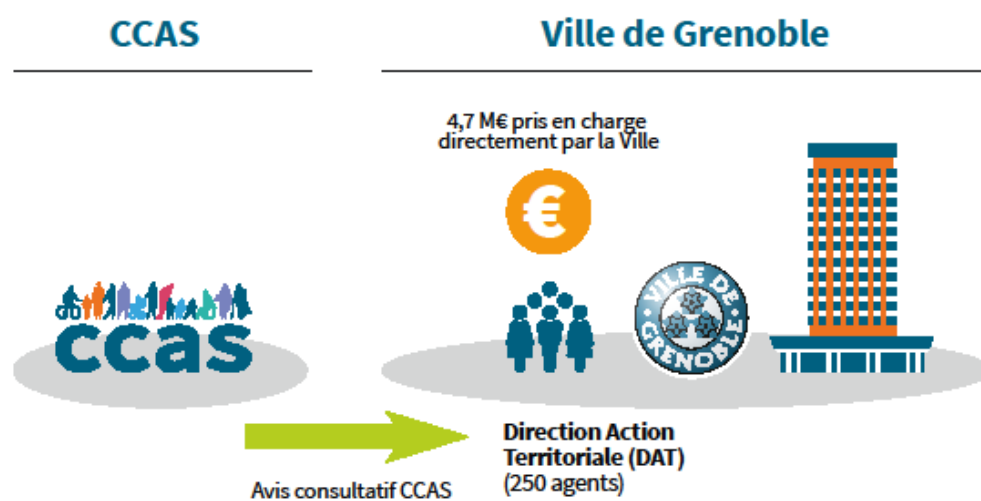 CCAS
Ville de Grenoble
4,7 M€ pris en charge
directement par la Ville
€
ccas
VILLE DE
GRENOBLE
Direction Action
Territoriale (DAT)
(250 agents)
Avis consultatif CCAS